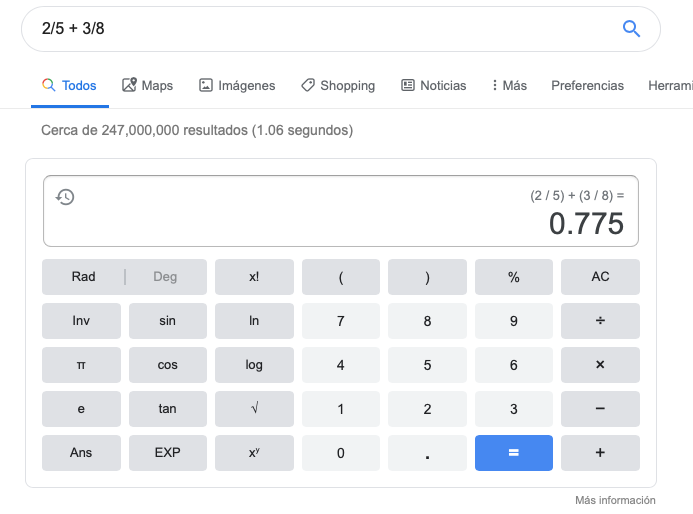 2/5 + 3/8
Todos Maps Imágenes Shopping Noticias Más Preferencias Herrami
Cerca de 247,000,000 resultados (1.06 segundos)
(2 / 5) + (3 / 8) =
0.775
Rad | Deg x! ( ) % AC
Inv sin ln 7 8 9 ÷
π cos log 4 5 6 ×
e tan √ 1 2 3 −
Ans EXP xʸ 0 . = +
Más información